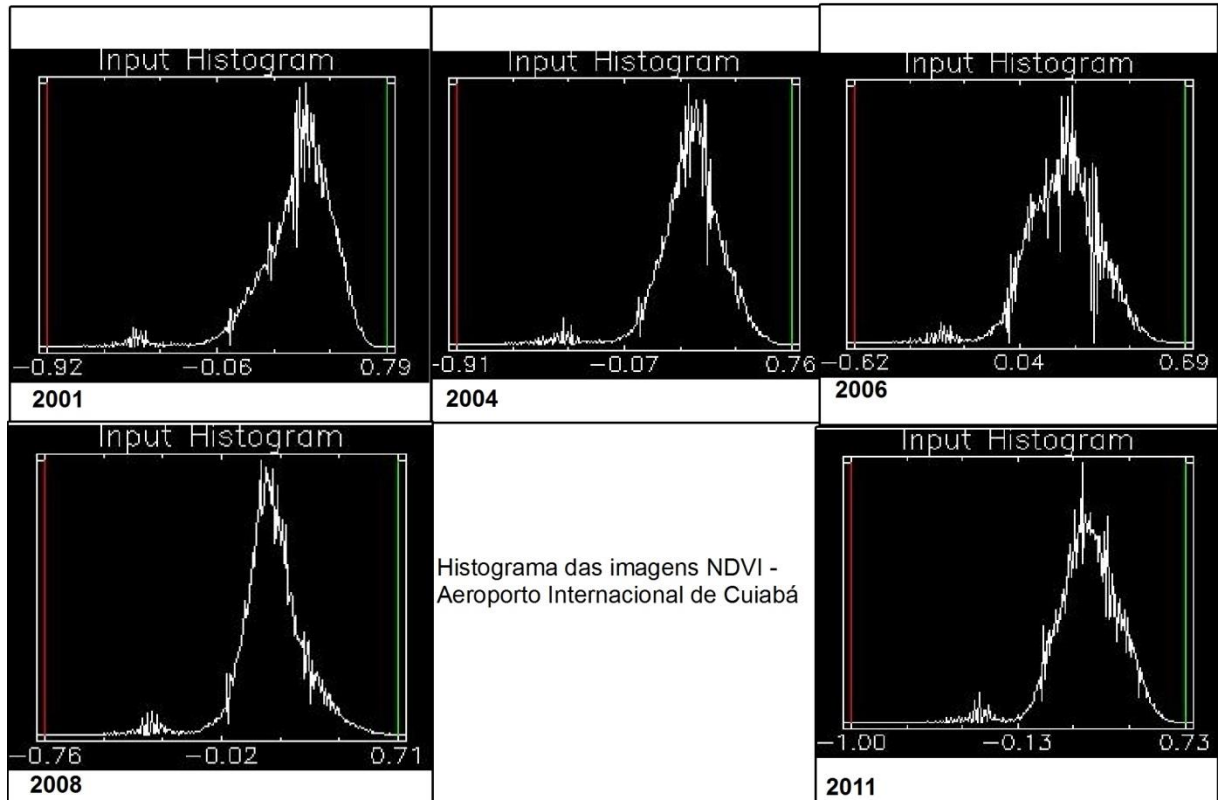 Input Histogram
-0.92 -0.06 0.79
2001
Input Histogram
-0.91 -0.07 0.76
2004
Input Histogram
-0.62 0.04 0.69
2006
Input Histogram
-0.76 -0.02 0.71
2008
Histograma das imagens NDVI -
Aeroporto Internacional de Cuiabá
Input Histogram
-1.00 -0.13 0.73
2011